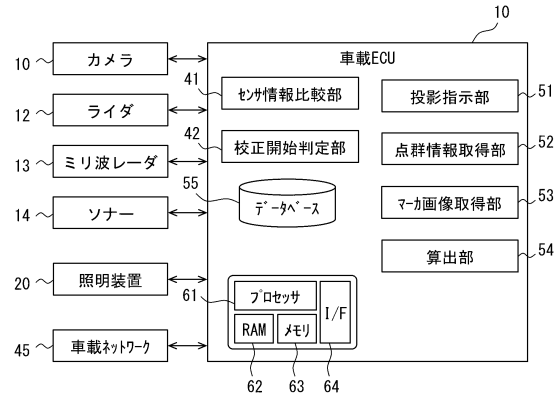 10
車載ECU
10 カメラ
12 ライダ
13 ミリ波レーダ
14 ソナー
20 照明装置
45 車載ﾈｯﾄﾜｰｸ
41 ｾﾝｻ情報比較部
42 校正開始判定部
55 ﾃﾞｰﾀﾍﾞｰｽ
投影指示部 51
点群情報取得部 52
ﾏｰｶ画像取得部 53
算出部 54
61 ﾌﾟﾛｾｯｻ
RAM メモリ I/F
62 63 64